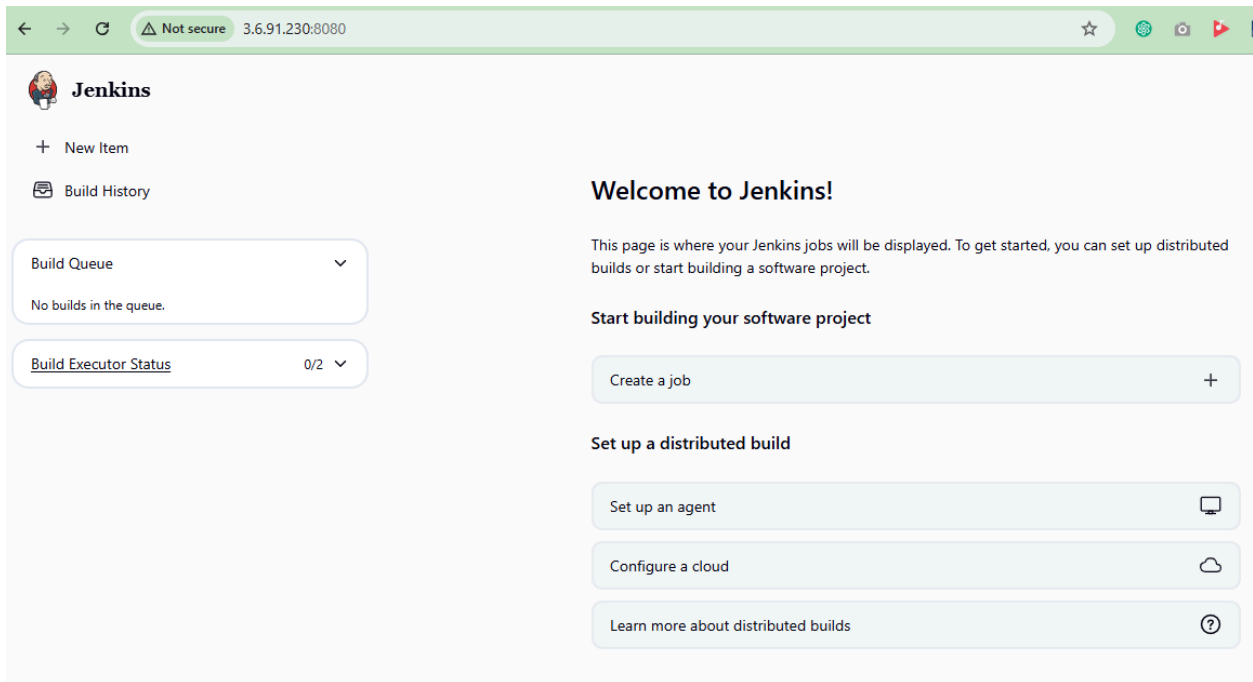 Not secure 3.6.91.230:8080
Jenkins
New Item
Build History
Build Queue
No builds in the queue.
Build Executor Status 0/2
Welcome to Jenkins!
This page is where your Jenkins jobs will be displayed. To get started, you can set up distributed
builds or start building a software project.
Start building your software project
Create a job
Set up a distributed build
Set up an agent
Configure a cloud
Learn more about distributed builds